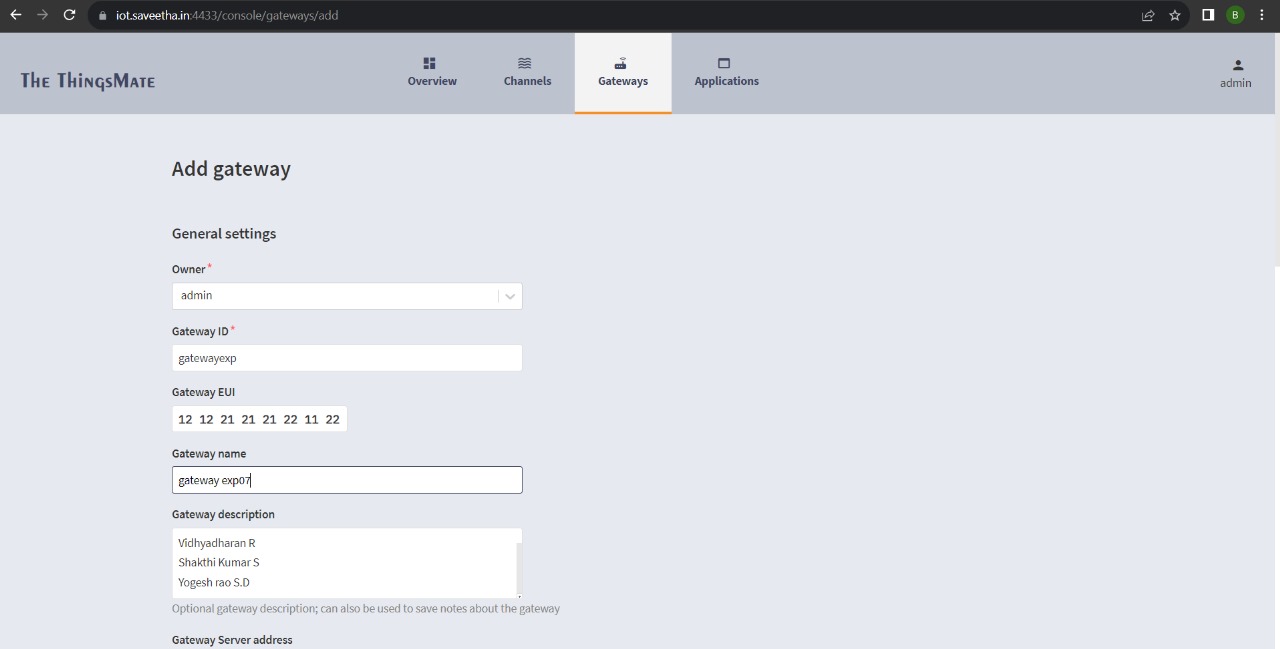 iot.saveetha.in:4433/console/gateways/add
B
The ThingsMate
Overview
Channels
Gateways
Applications
admin
Add gateway
General settings
Owner*
admin
Gateway ID*
gatewayexp
Gateway EUI
12 12 21 21 21 22 11 22
Gateway name
gateway exp07
Gateway description
Vidhyadharan R
Shakthi Kumar S
Yogesh rao S.D
Optional gateway description; can also be used to save notes about the gateway
Gateway Server address